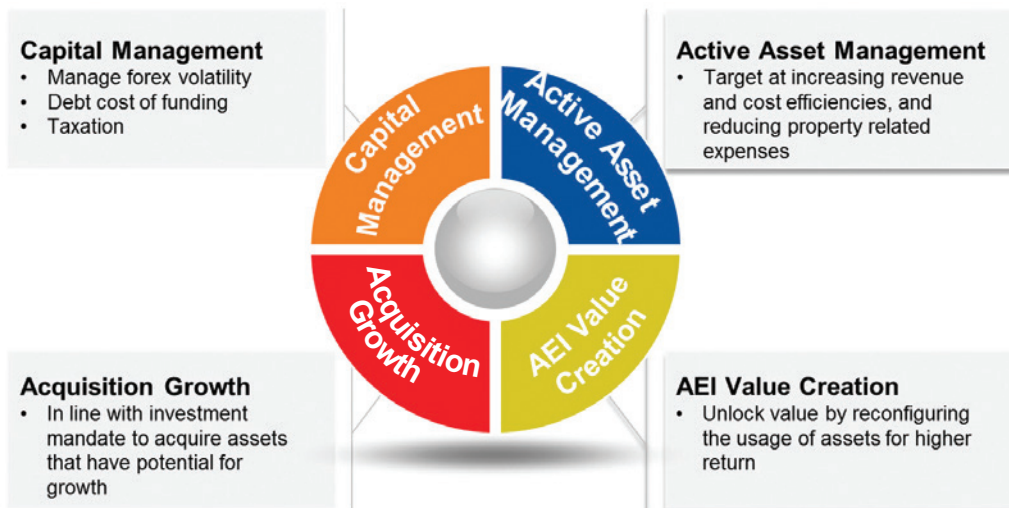 Capital Management
• Manage forex volatility
• Debt cost of funding
• Taxation
Active Asset Management
• Target at increasing revenue
and cost efficiencies, and
reducing property related
expenses
Capital
Management
Active Asset
Management
Acquisition
Growth
AEI Value
Creation
Acquisition Growth
• In line with investment
mandate to acquire assets
that have potential for
growth
AEI Value Creation
• Unlock value by reconfiguring
the usage of assets for higher
return